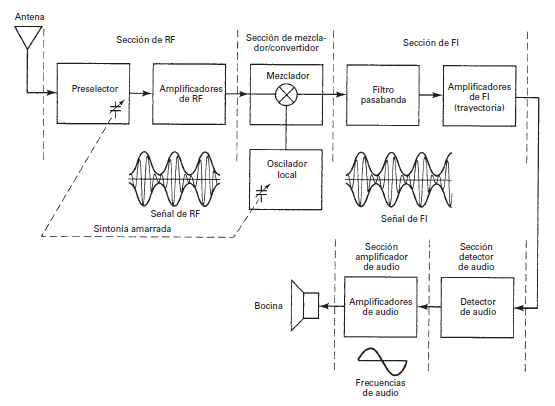 Antena
Sección de RF
Sección de mezcla-
dor/convertidor)
Sección de FI
Preselector
Amplificadores
de RF
Mezclador
Filtro
pasabanda
Amplificadores
de FI
(trayectoria)
Oscilador
local
Señal de RF
Señal de FI
Sintonía amarrada
Sección
amplificador
de audio
Sección
detector
de audio
Bocina
Amplificadores
de audio
Detector
de audio
Frecuencias
de audio